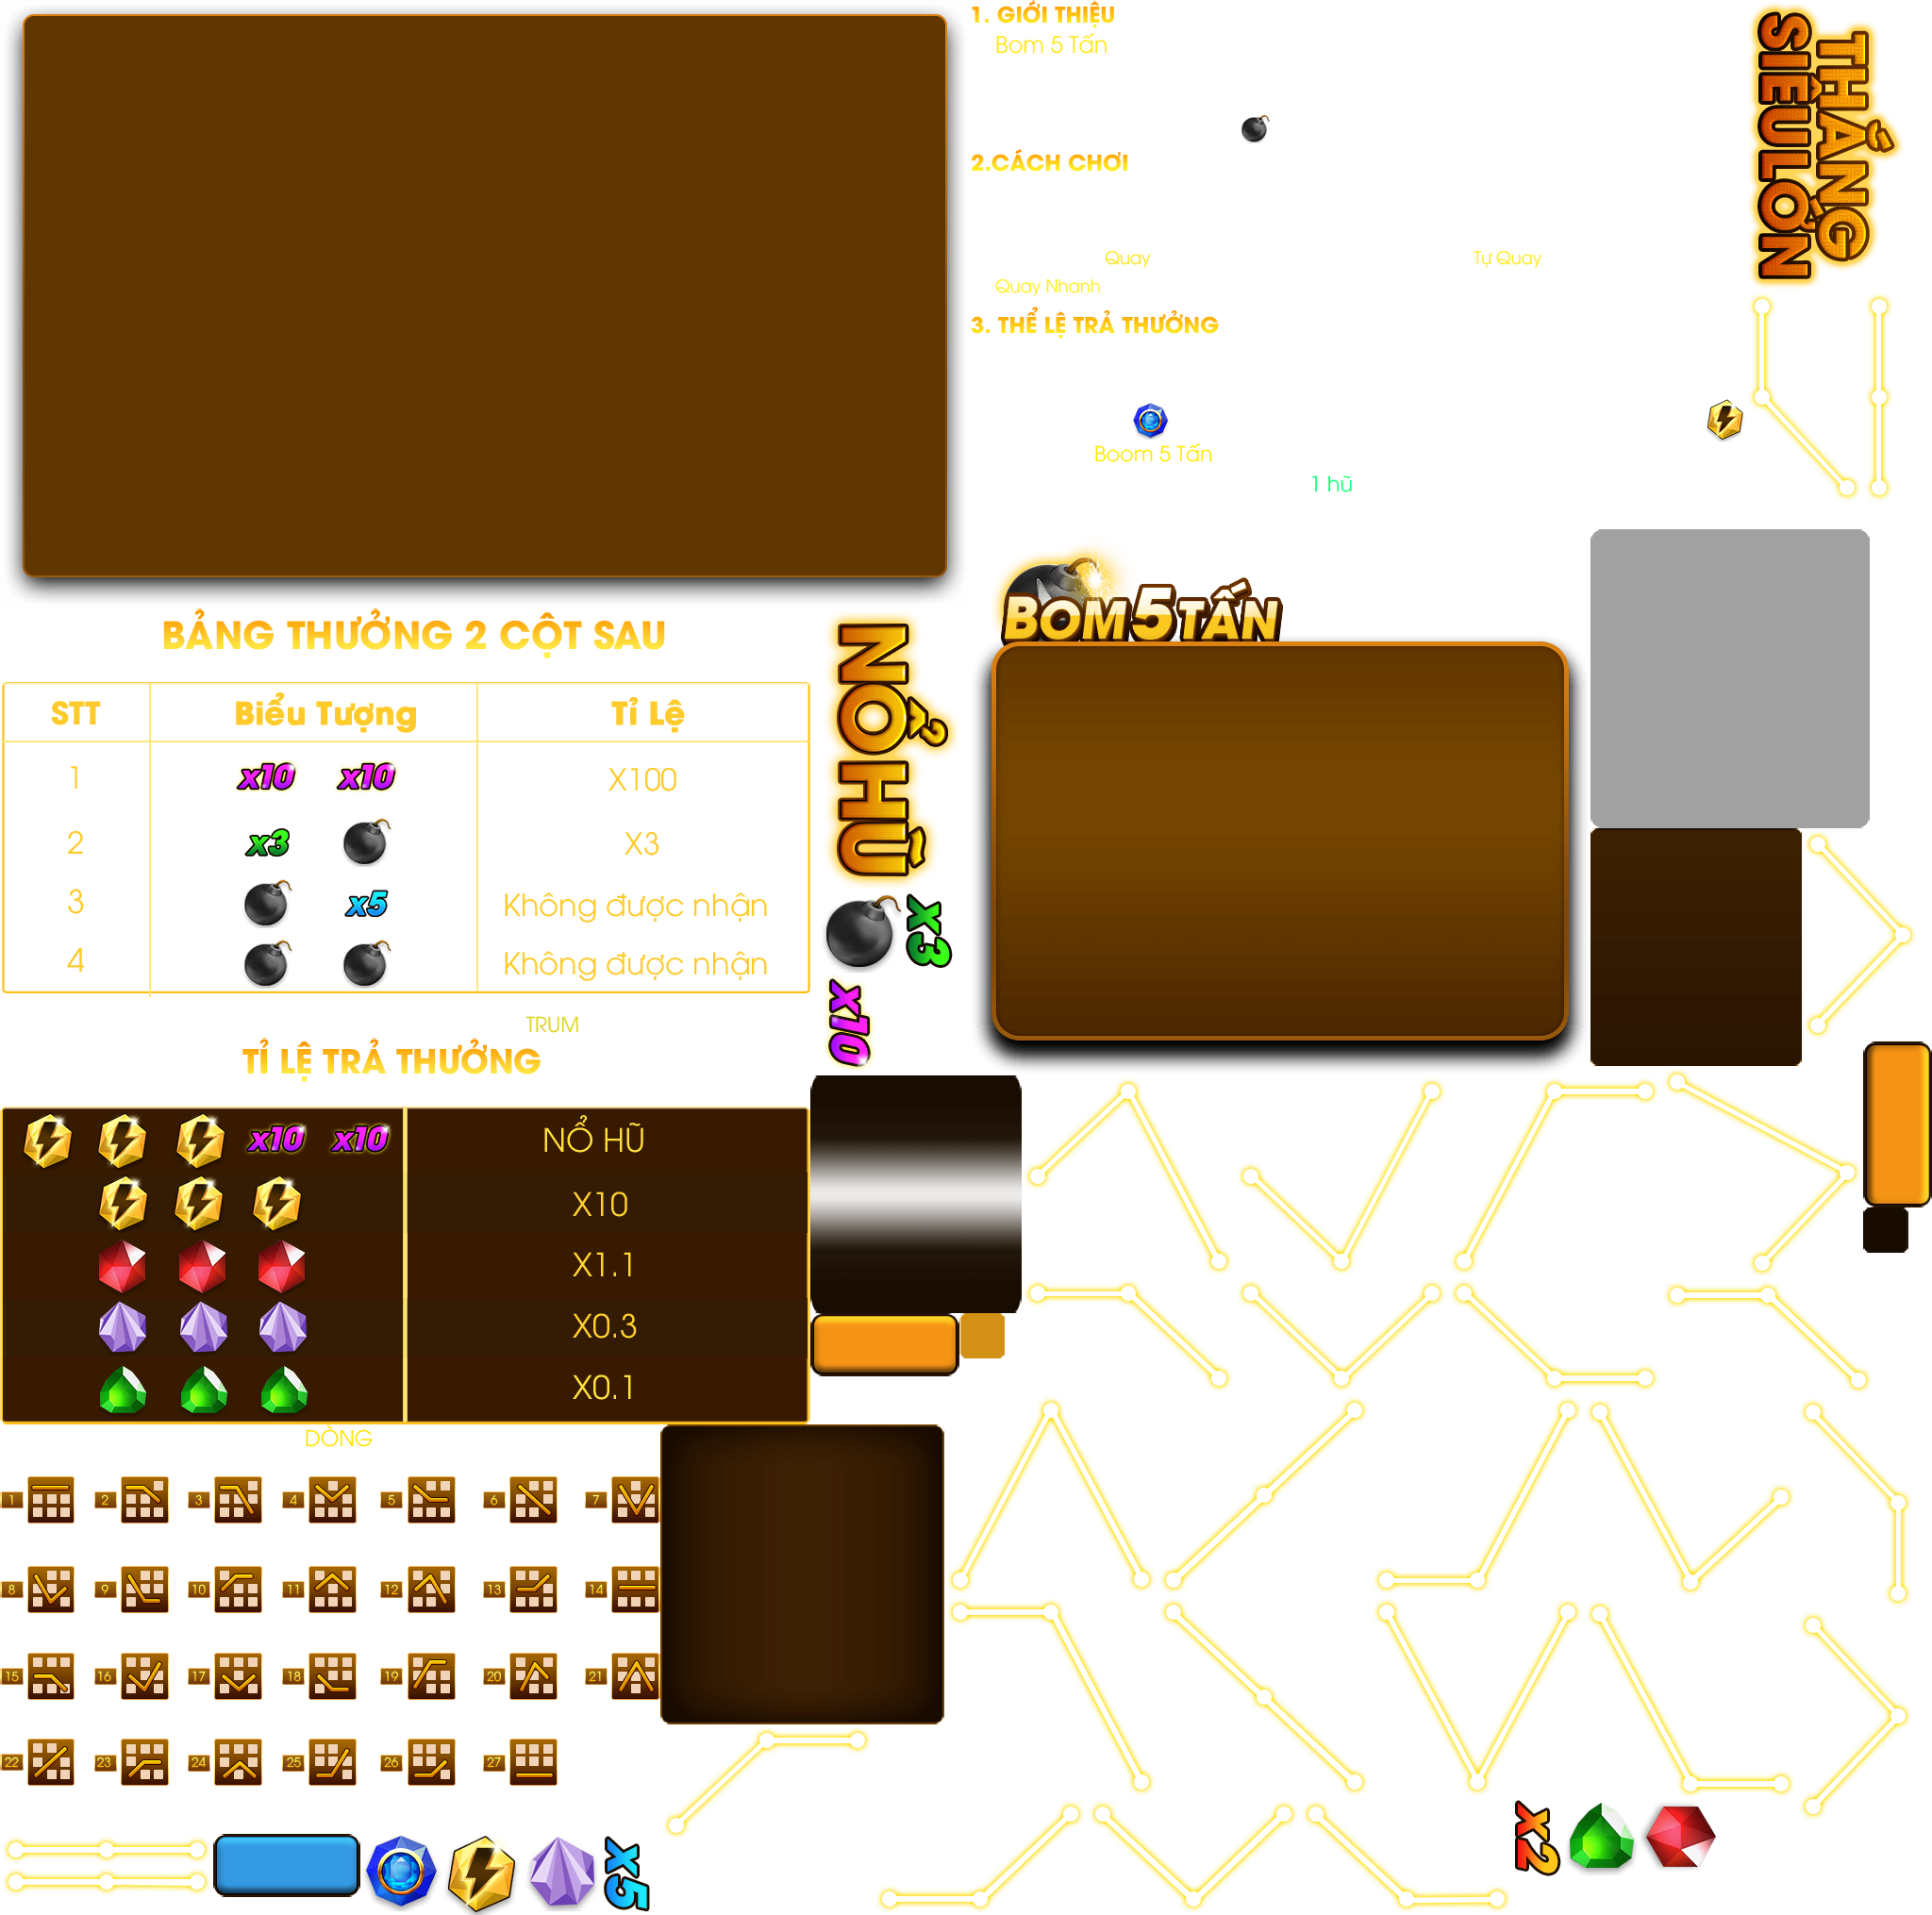 1. GIỚI THIỆU
Bom 5 Tấn
2.CÁCH CHƠI
Quay
Tự Quay
Quay Nhanh
3. THỂ LỆ TRẢ THƯỞNG
Boom 5 Tấn
1 hũ
THẮNG
SIÊU LỚN
BOM 5 TẤN
BẢNG THƯỞNG 2 CỘT SAU
STT Biểu Tượng Tỉ Lệ
1 x10 x10 X100
2 x3 X3
3 x5 Không được nhận
4 Không được nhận
NỔ HŨ
x3
x10
TRUM
TỈ LỆ TRẢ THƯỞNG
x10 x10 NỔ HŨ
X10
X1.1
X0.3
X0.1
DÒNG
1 2 3 4 5 6 7
8 9 10 11 12 13 14
15 16 17 18 19 20 21
22 23 24 25 26 27
x5
x2